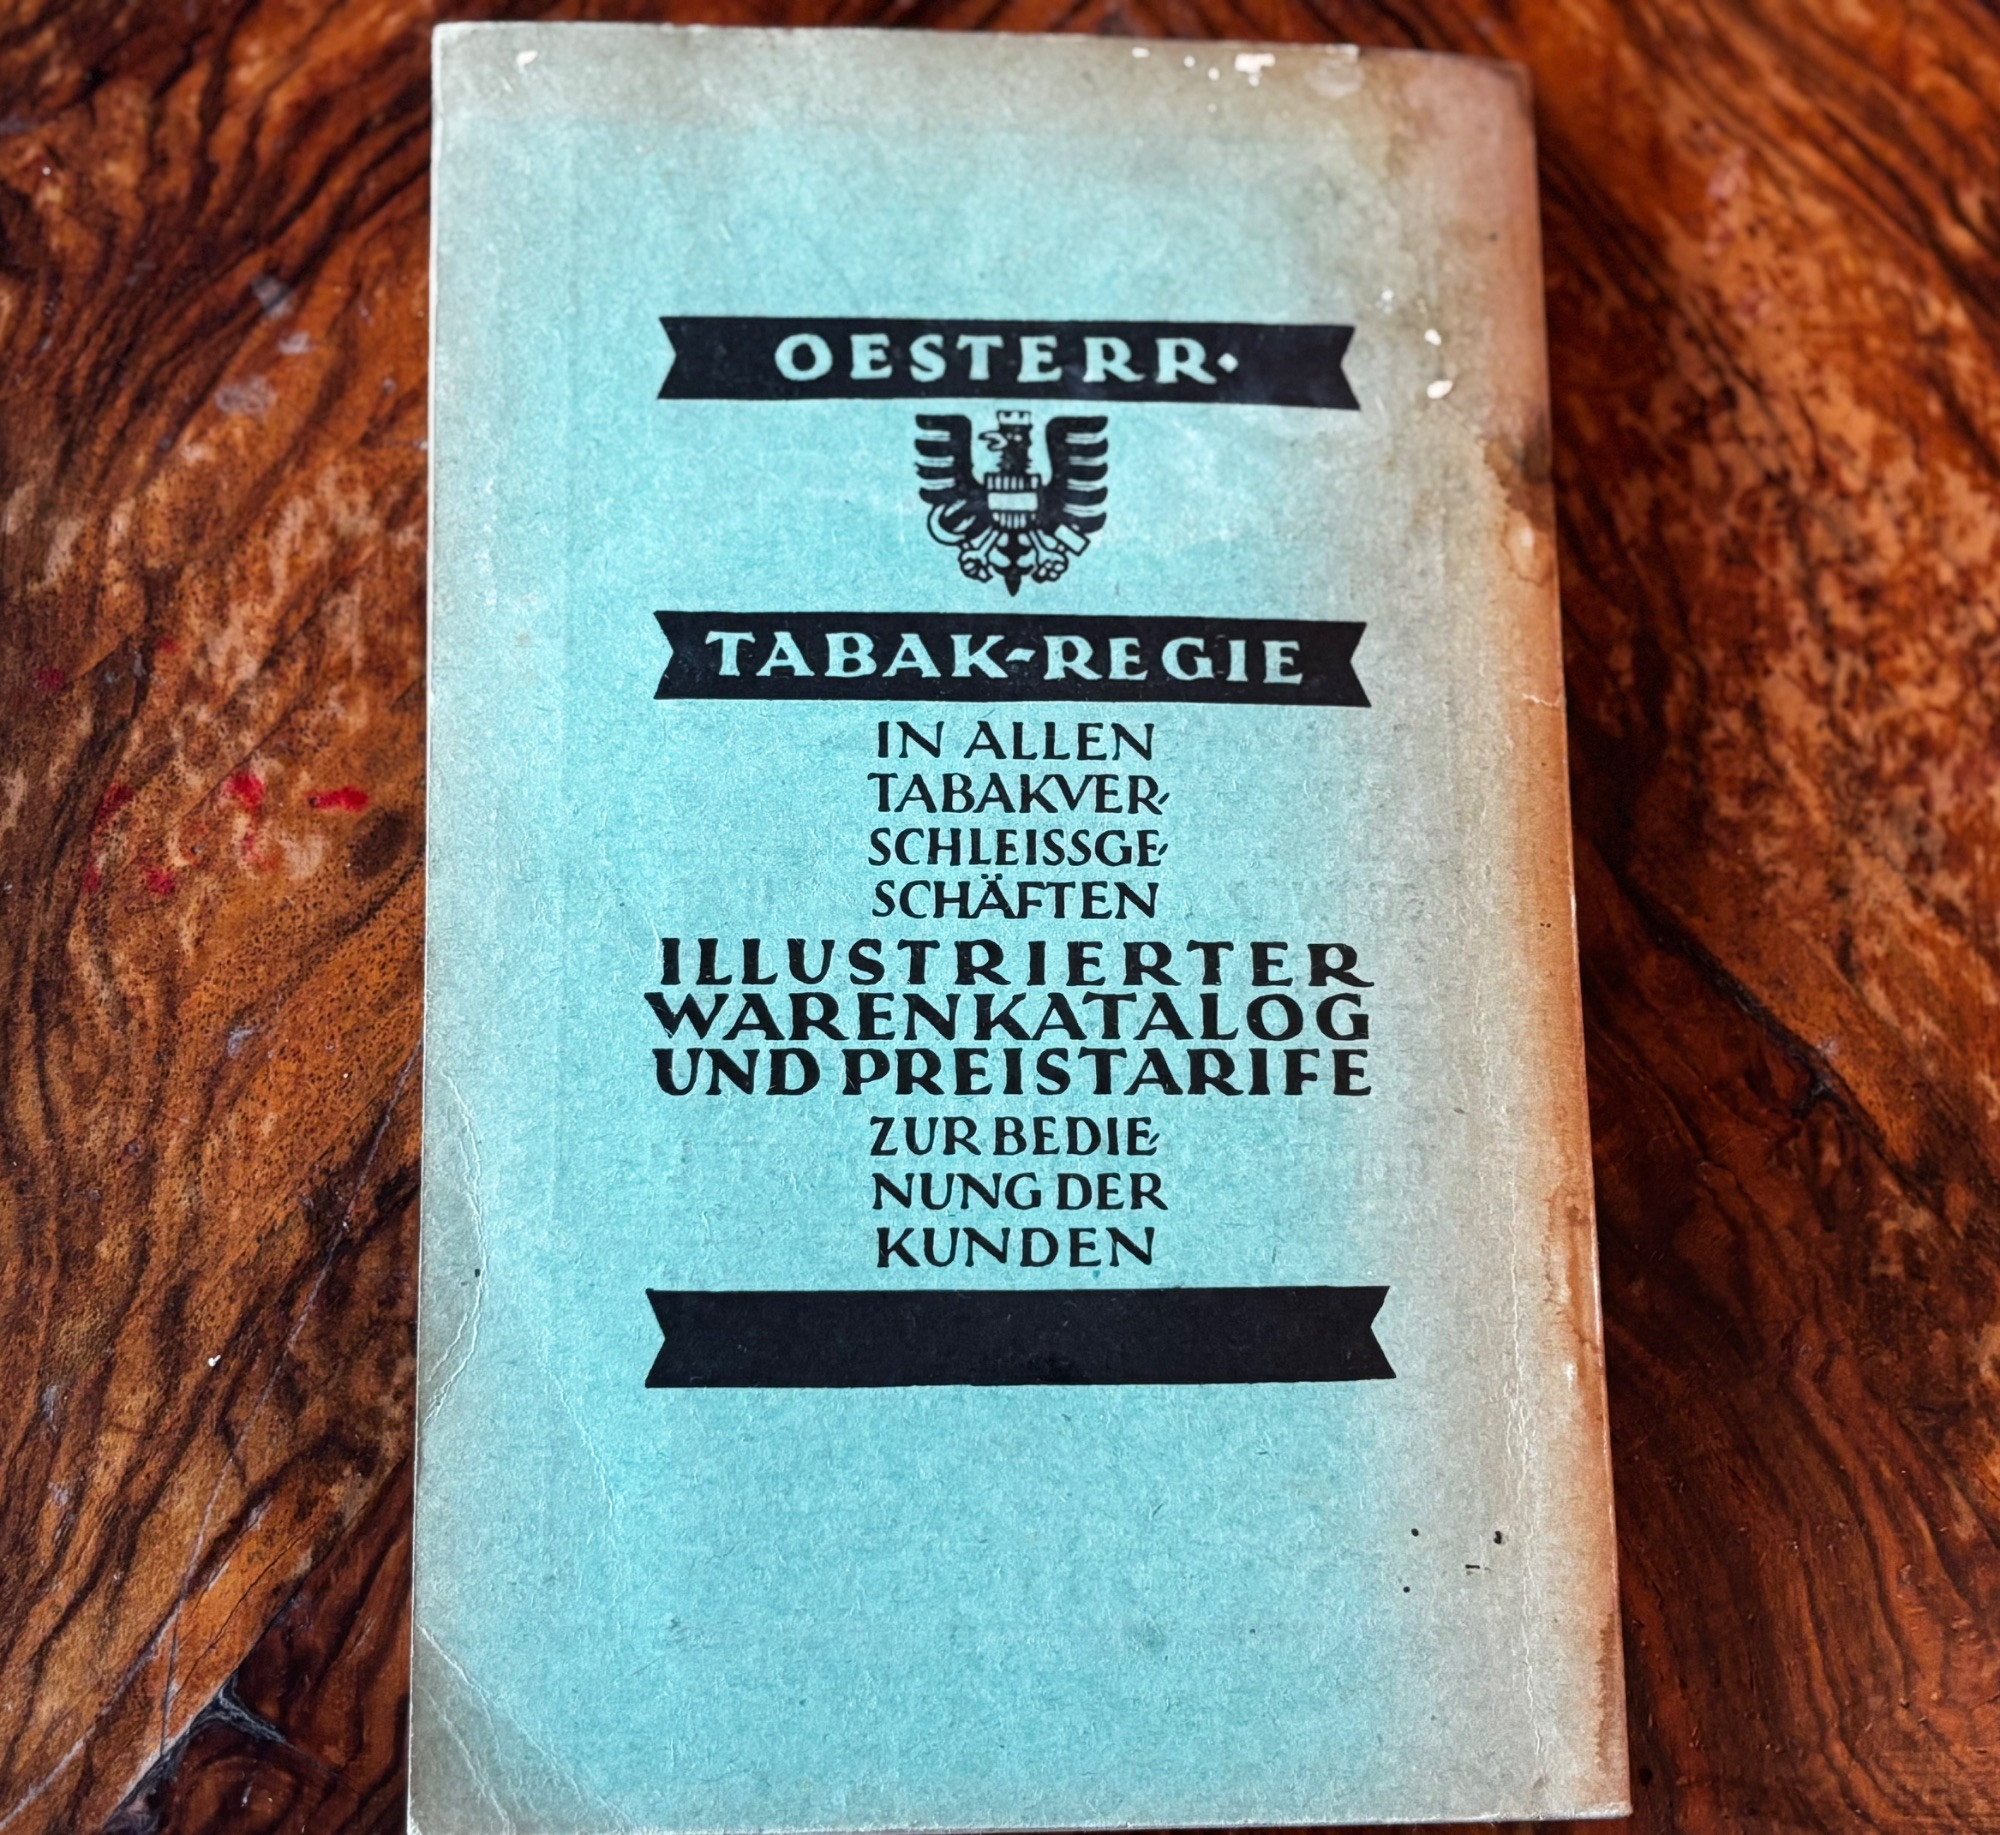 OESTERR.
TABAK-REGIE
IN ALLEN
TABAKVER-
SCHLEISSGE-
SCHÄFTEN
ILLUSTRIERTER
WARENKATALOG
UND PREISTARIFE
ZUR BEDIE-
NUNG DER
KUNDEN